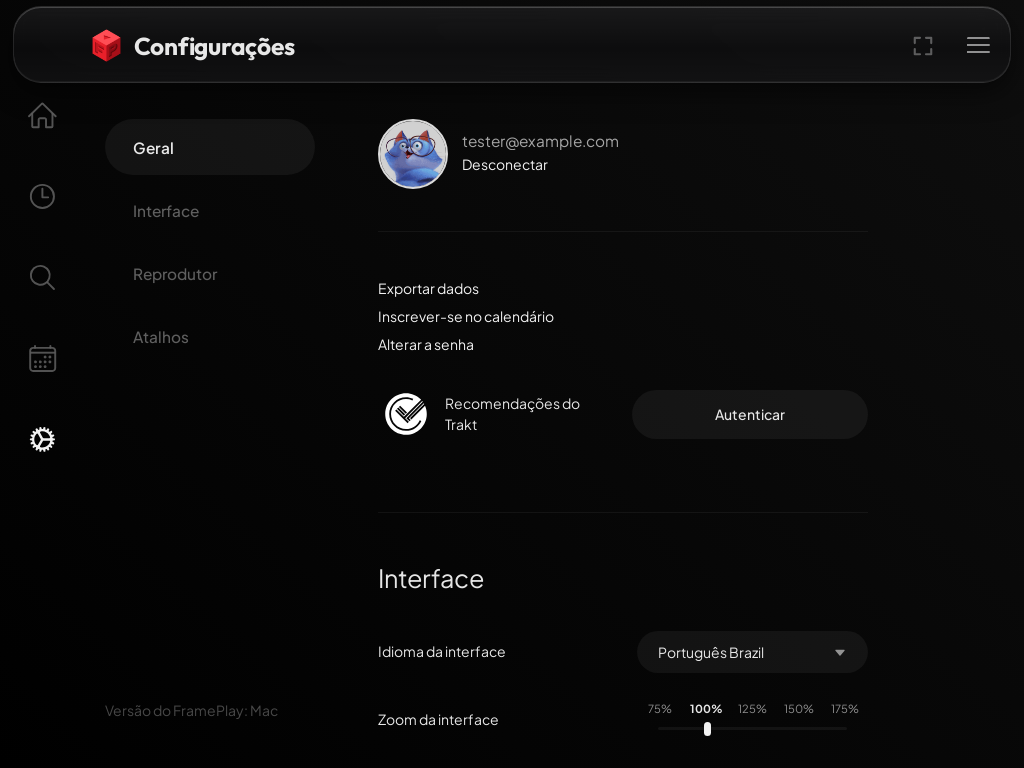 Configurações
Geral
Interface
Reprodutor
Atalhos
Versão do FramePlay: Mac
tester@example.com
Desconectar
Exportar dados
Inscrever-se no calendário
Alterar a senha
Recomendações do
Trakt
Autenticar
Interface
Idioma da interface
Português Brazil
Zoom da interface
75% 100% 125% 150% 175%